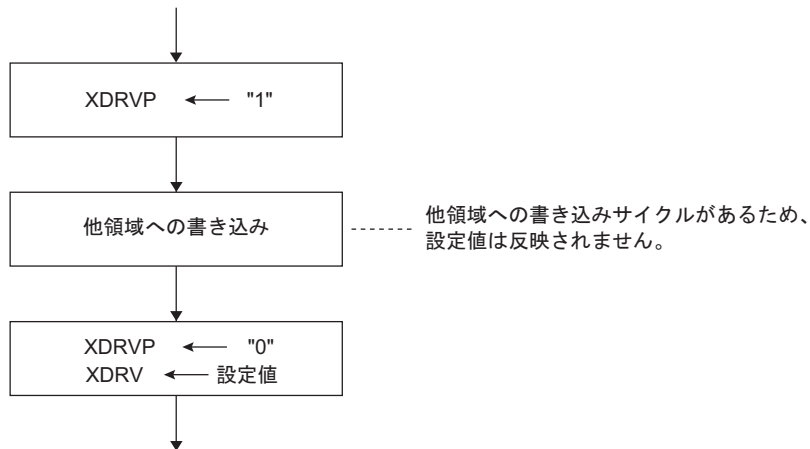 XDRVP ← "1"
他領域への書き込み
他領域への書き込みサイクルがあるため、
設定値は反映されません。
XDRVP ← "0"
XDRV ← 設定値